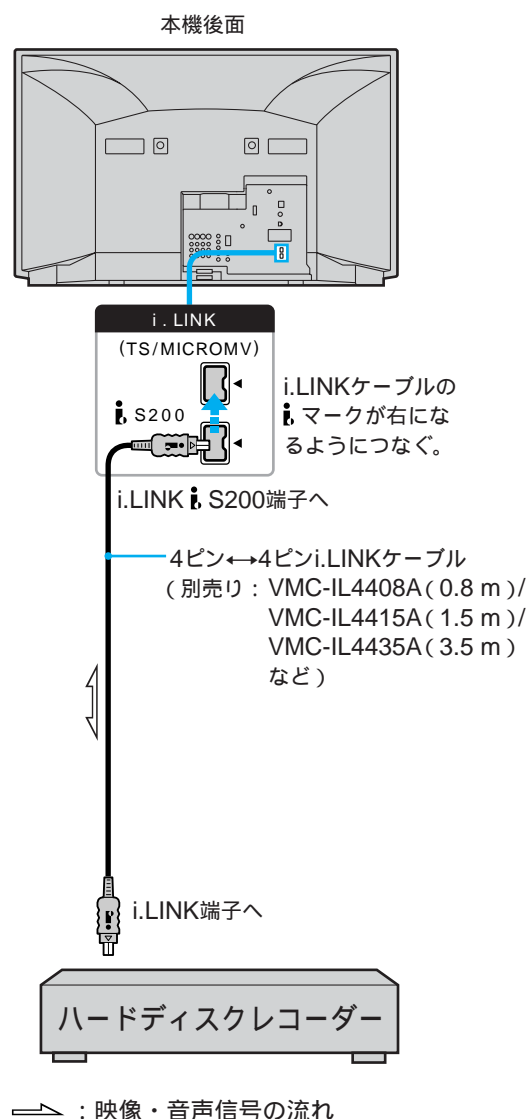 本機後面
i.LINK
(TS/MICROMV)
i S200
i.LINKケーブルの
i マークが右にな
るようにつなぐ。
i.LINK i S200端子へ
4ピン↔4ピンi.LINKケーブル
(別売り：VMC-IL4408A(0.8 m)/
VMC-IL4415A(1.5 m)/
VMC-IL4435A(3.5 m)
など)
i.LINK端子へ
ハードディスクレコーダー
：映像・音声信号の流れ